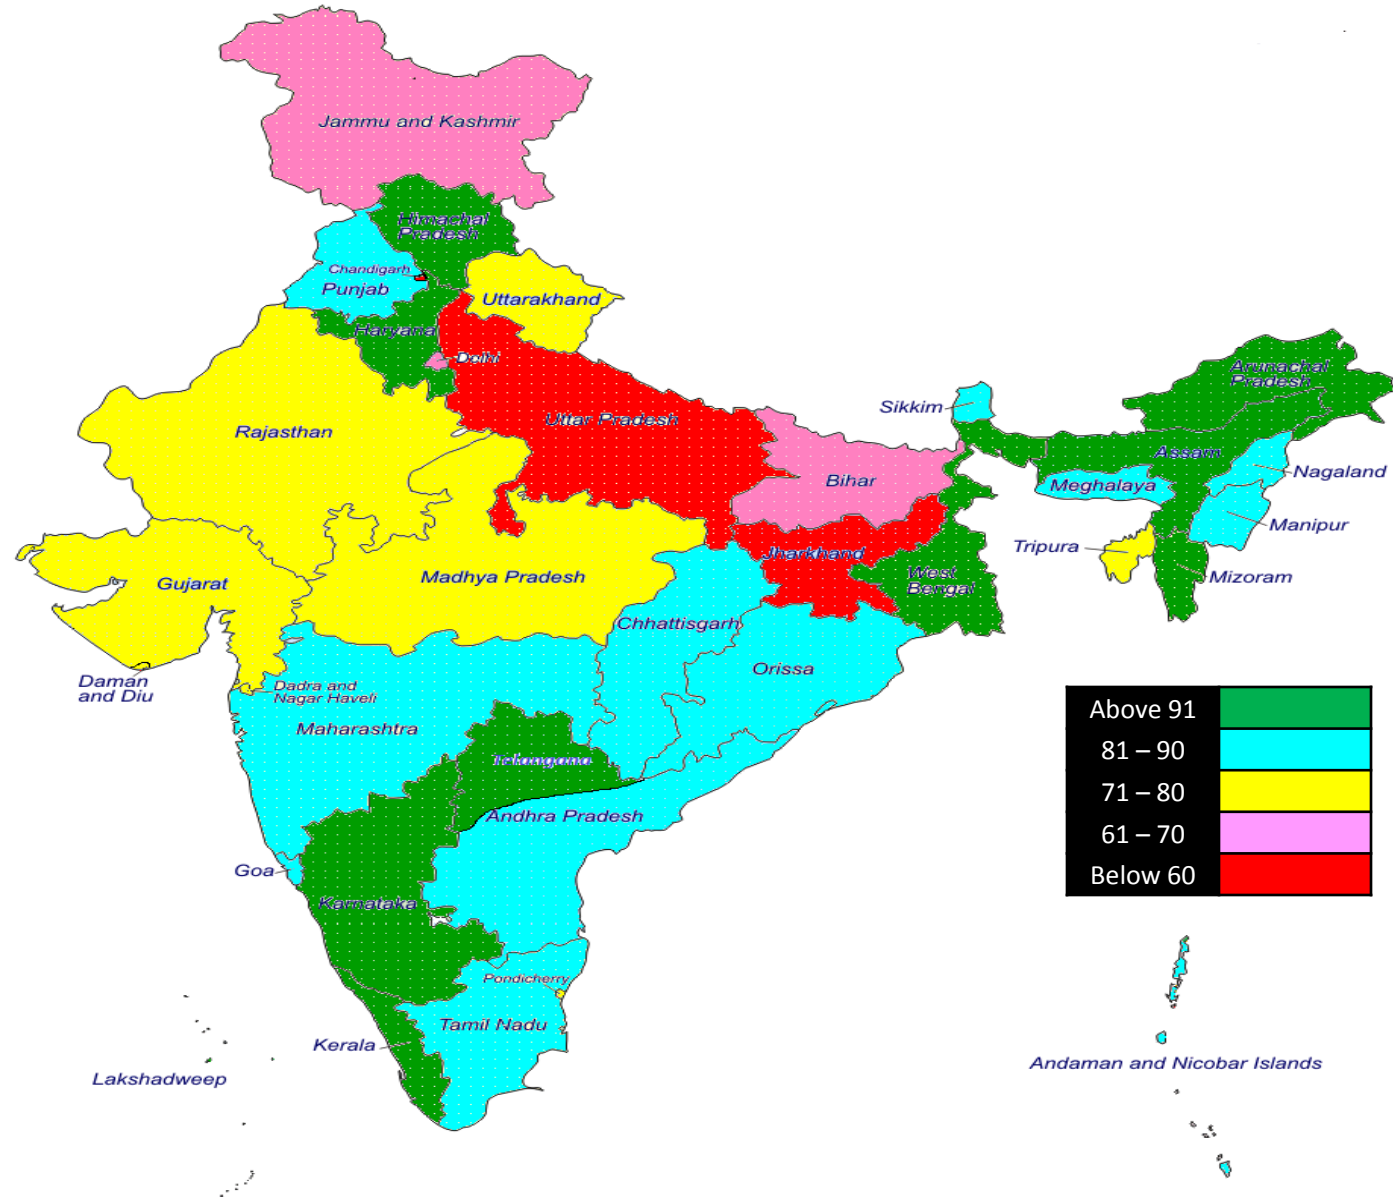 Jammu and Kashmir
Himachal
Pradesh
Chandigarh
Punjab
Uttarakhand
Haryana
Delhi
Arunachal
Pradesh
Sikkim
Uttar Pradesh
Rajasthan
Assam
Nagaland
Bihar
Meghalaya
Manipur
Tripura
Jharkhand
Mizoram
Gujarat
Madhya Pradesh
West
Bengal
Chhattisgarh
Orissa
Daman
and Diu
Dadra and
Nagar Haveli
Maharashtra
Above 91
81 – 90
71 – 80
61 – 70
Below 60
Telangana
Andhra Pradesh
Goa
Karnataka
Pondicherry
Tamil Nadu
Kerala
Lakshadweep
Andaman and Nicobar Islands